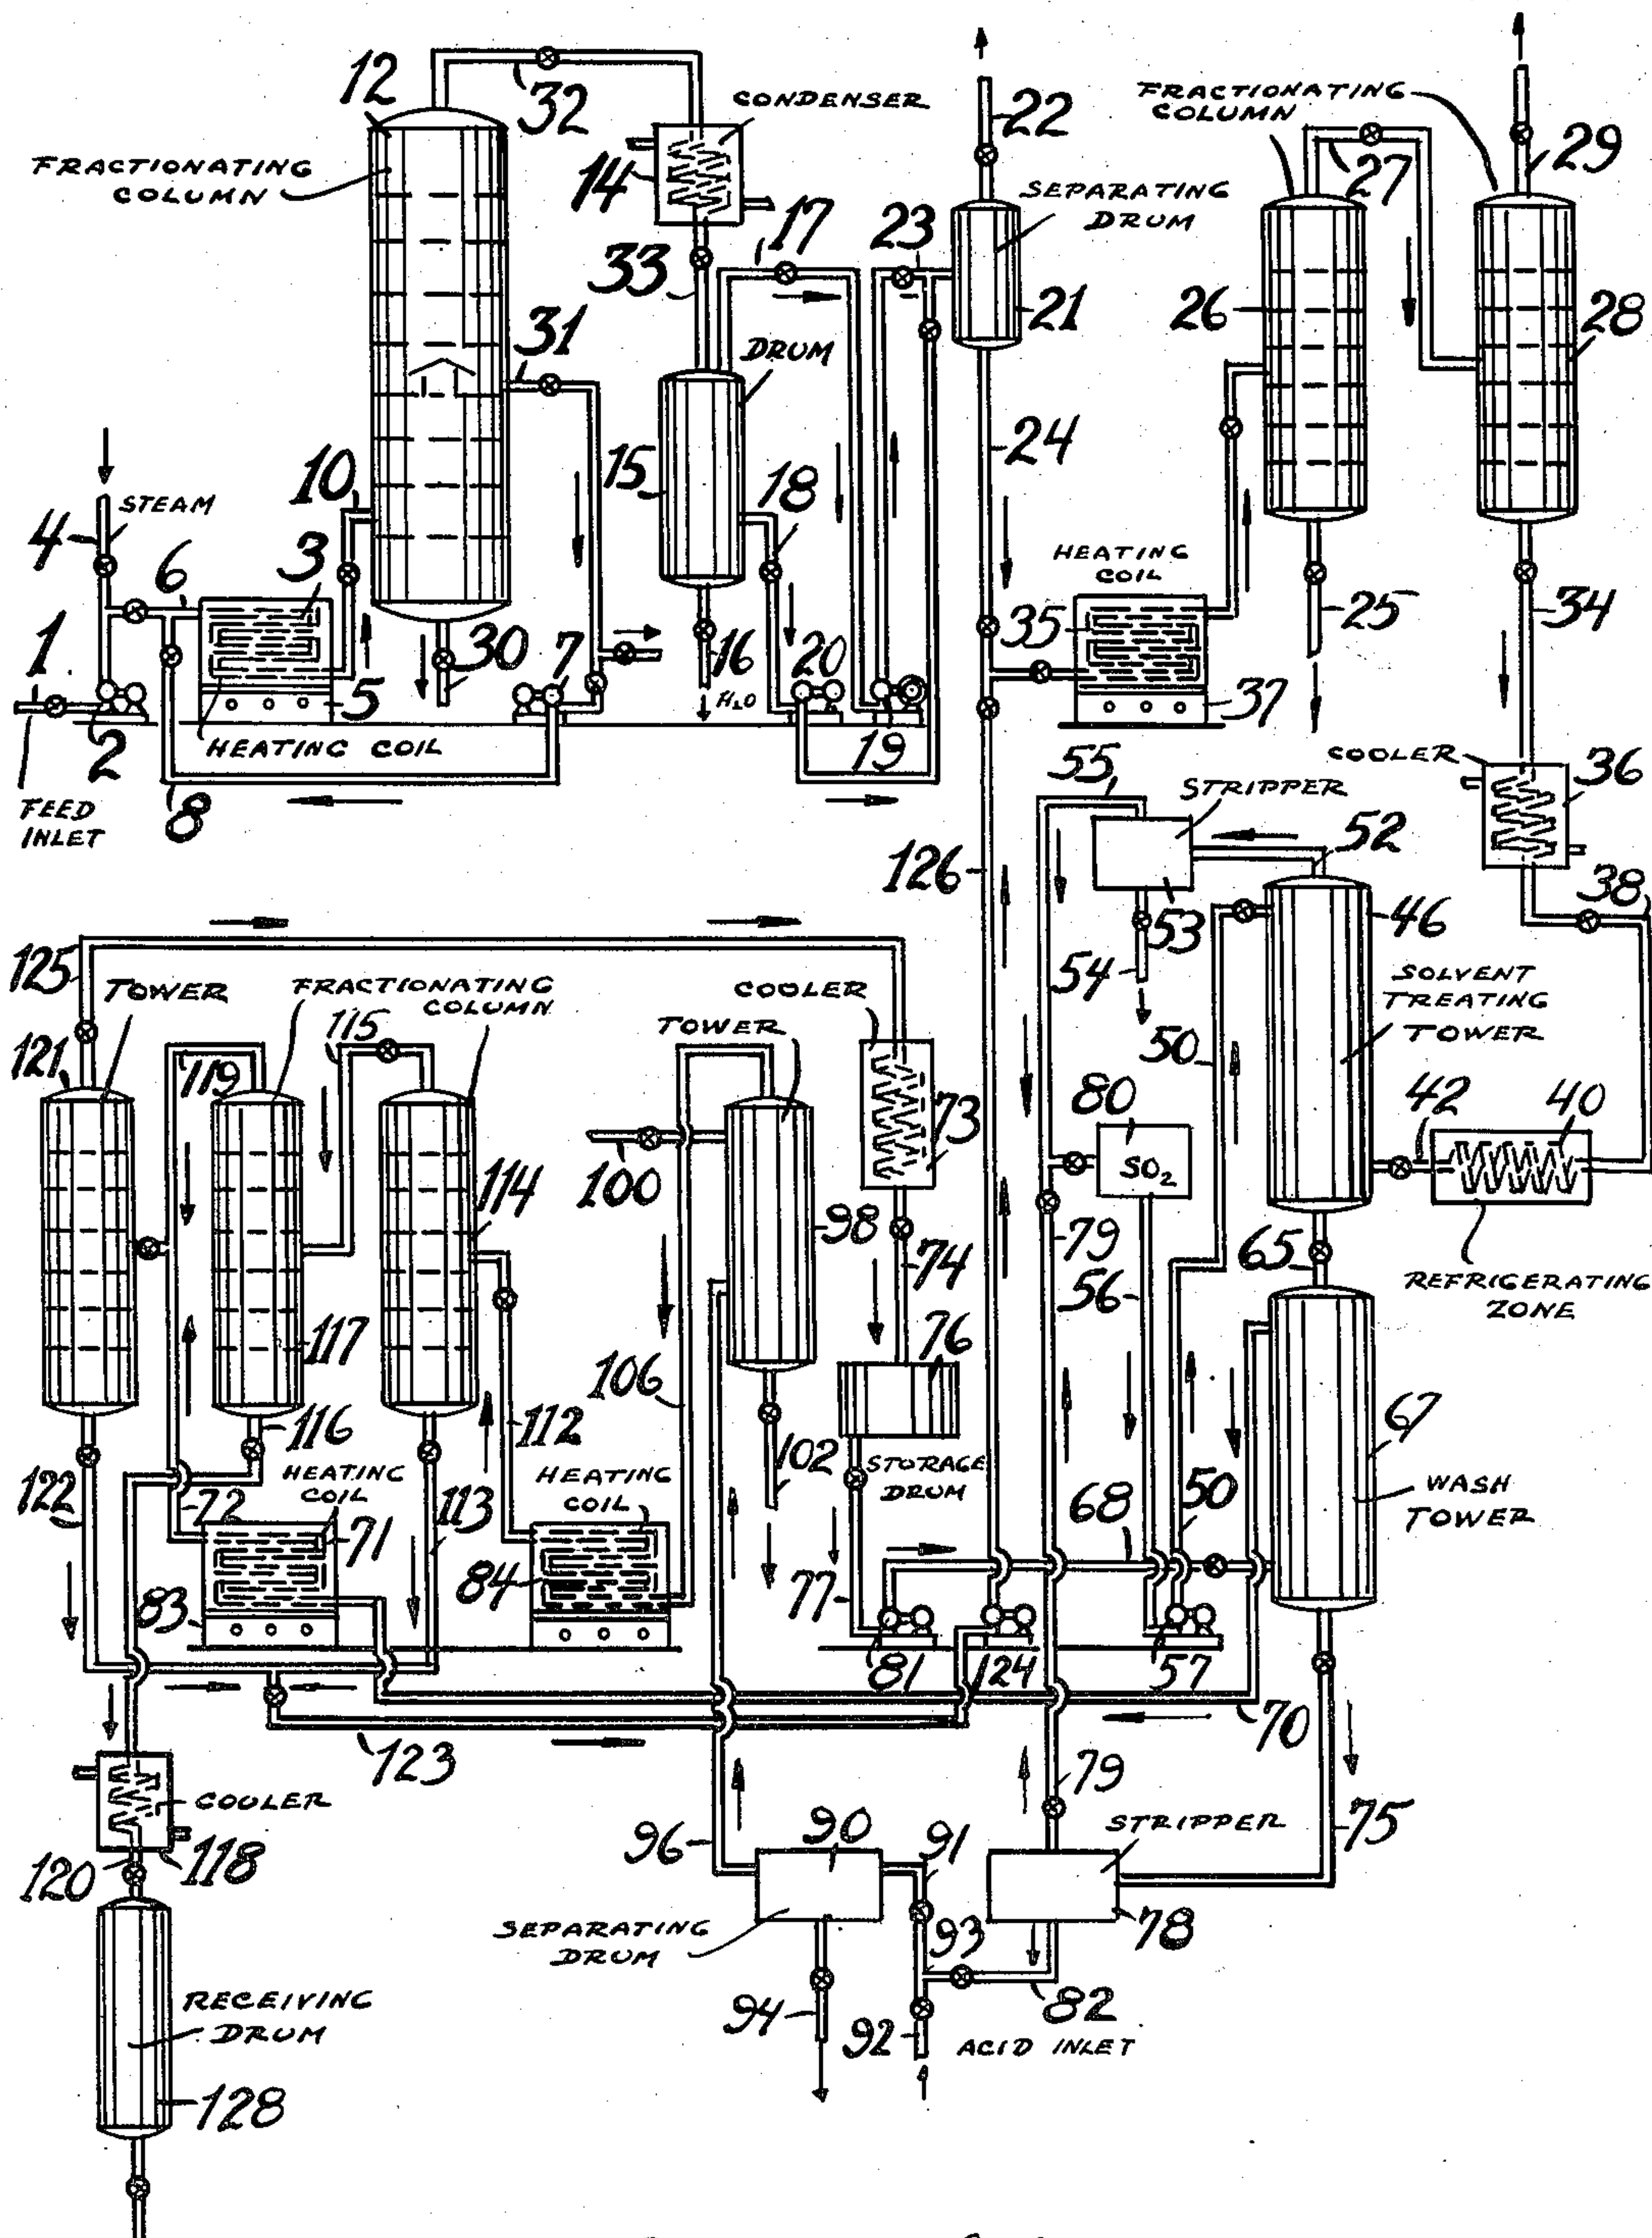 12
32
CONDENSER
22
FRACTIONATING
COLUMN
29
27
FRACTIONATING
COLUMN
14
SEPARATING
DRUM
17
23
33
21
26
28
31
DRUM
24
10
15
18
STEAM
4
3
6
HEATING
COIL
35
25
34
1
30
7
16
H2O
20
5
37
2
HEATING COIL
19
COOLER
36
8
FEED
INLET
55
STRIPPER
52
126
38
53
46
54
125
TOWER
FRACTIONATING
COLUMN
COOLER
SOLVENT
TREATING
TOWER
115
TOWER
50
121
119
80
42
40
73
SO2
100
114
98
79
65
74
56
REFRIGERATING
ZONE
117
76
106
67
116
112
102
STORAGE
DRUM
122
HEATING
COIL
HEATING
COIL
68
50
WASH
TOWER
72
71
113
84
77
83
81
124
57
70
123
79
COOLER
90
91
STRIPPER
75
96
120
118
SEPARATING
DRUM
93
78
RECEIVING
DRUM
94
82
92
ACID INLET
128